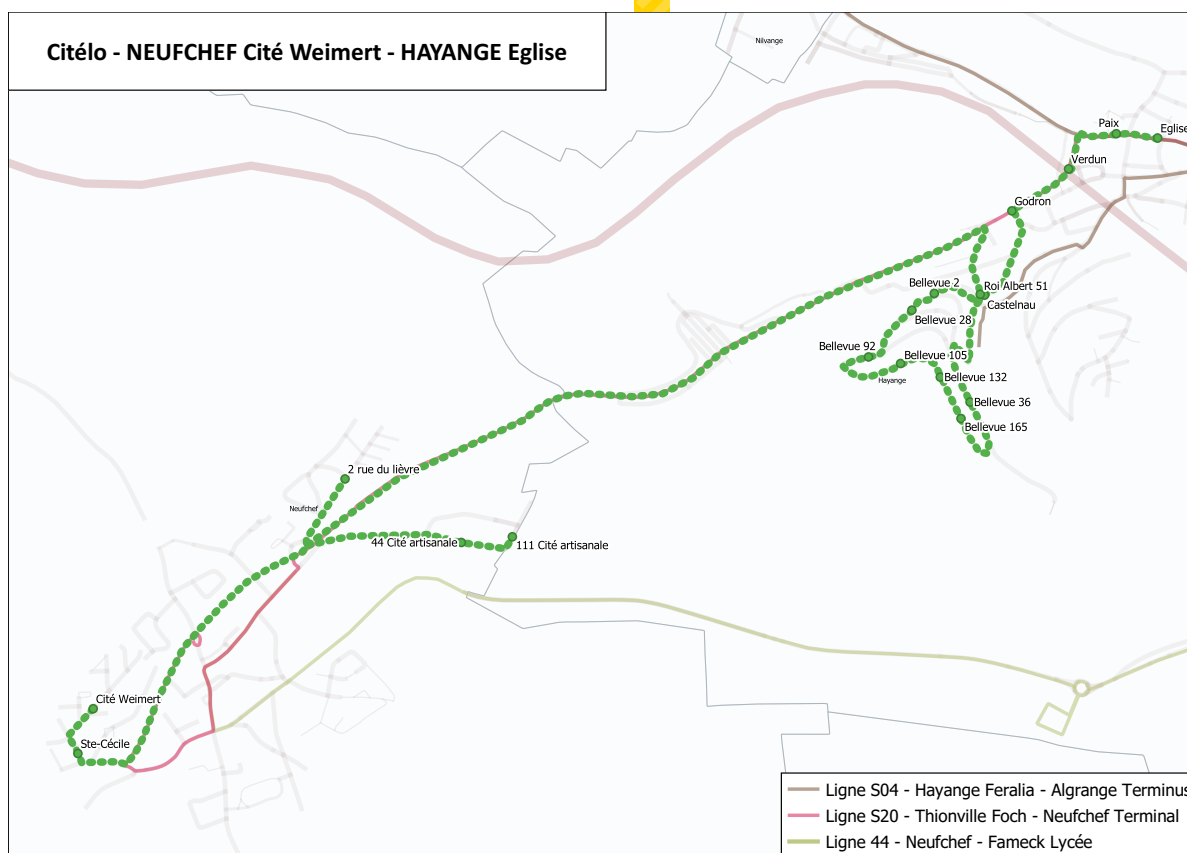 Citélo - NEUFCHEF Cité Weimert - HAYANGE Eglise
Nilvange
Paix
Eglise
Verdun
Godron
Bellevue 2
Roi Albert 51
Castelnau
Bellevue 28
Bellevue 92
Bellevue 105
Hayange
Bellevue 132
Bellevue 36
Bellevue 165
2 rue du lièvre
Neufchef
44 Cité artisanale
111 Cité artisanale
Cité Weimert
Ste-Cécile
Ligne S04 - Hayange Feralia - Algrange Terminus
Ligne S20 - Thionville Foch - Neufchef Terminal
Ligne 44 - Neufchef - Fameck Lycée